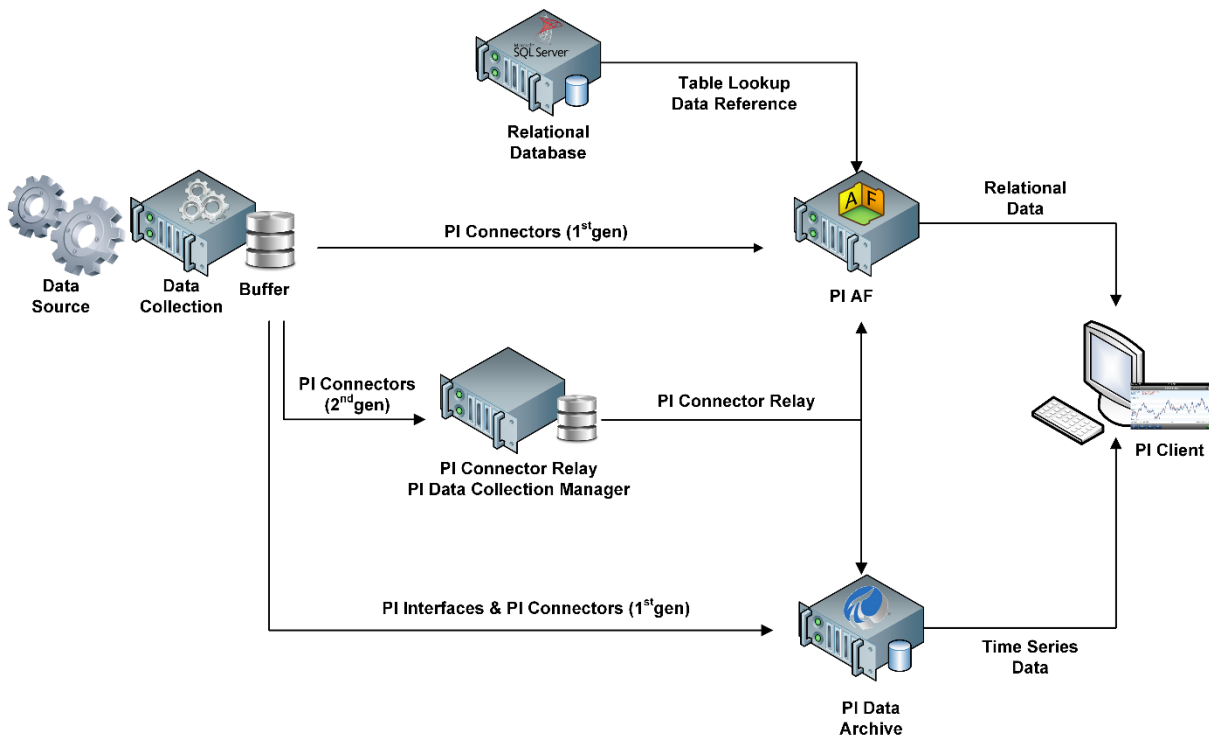 Microsoft
SQL Server
Relational
Database
Table Lookup
Data Reference
Data
Source
Data
Collection
Buffer
PI Connectors (1st gen)
A F
PI AF
Relational
Data
PI Connectors
(2nd gen)
PI Connector Relay
PI Data Collection Manager
PI Connector Relay
PI Client
PI Interfaces & PI Connectors (1st gen)
PI Data
Archive
Time Series
Data